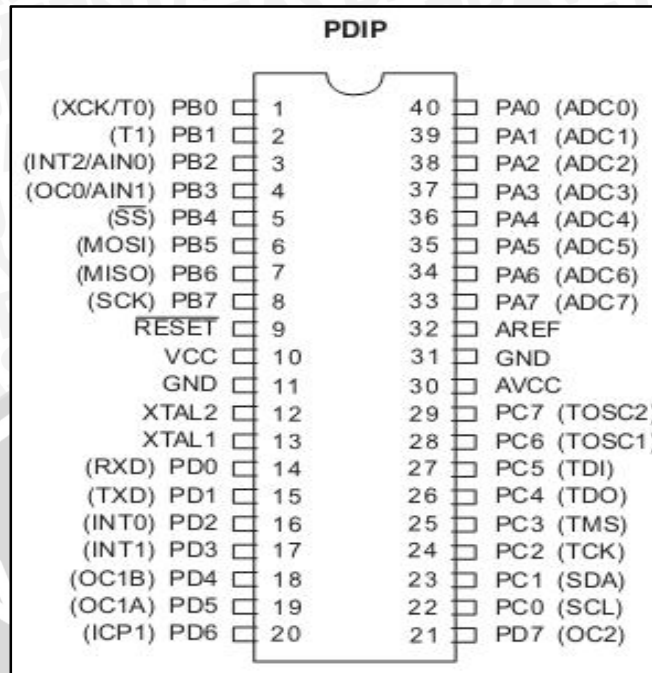 PDIP
(XCK/T0) PB0 1 40 PA0 (ADC0)
(T1) PB1 2 39 PA1 (ADC1)
(INT2/AIN0) PB2 3 38 PA2 (ADC2)
(OC0/AIN1) PB3 4 37 PA3 (ADC3)
(S̅S̅) PB4 5 36 PA4 (ADC4)
(MOSI) PB5 6 35 PA5 (ADC5)
(MISO) PB6 7 34 PA6 (ADC6)
(SCK) PB7 8 33 PA7 (ADC7)
R̅E̅S̅E̅T̅ 9 32 AREF
VCC 10 31 GND
GND 11 30 AVCC
XTAL2 12 29 PC7 (TOSC2)
XTAL1 13 28 PC6 (TOSC1)
(RXD) PD0 14 27 PC5 (TDI)
(TXD) PD1 15 26 PC4 (TDO)
(INT0) PD2 16 25 PC3 (TMS)
(INT1) PD3 17 24 PC2 (TCK)
(OC1B) PD4 18 23 PC1 (SDA)
(OC1A) PD5 19 22 PC0 (SCL)
(ICP1) PD6 20 21 PD7 (OC2)